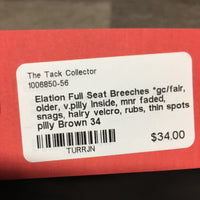 The Tack Collector
1006850-56
Elation Full Seat Breeches *gc/fair,
older, v.pilly inside, mnr faded,
snags, hairy velcro, rubs, thin spots
pilly Brown 34
$34.00
TURRJN